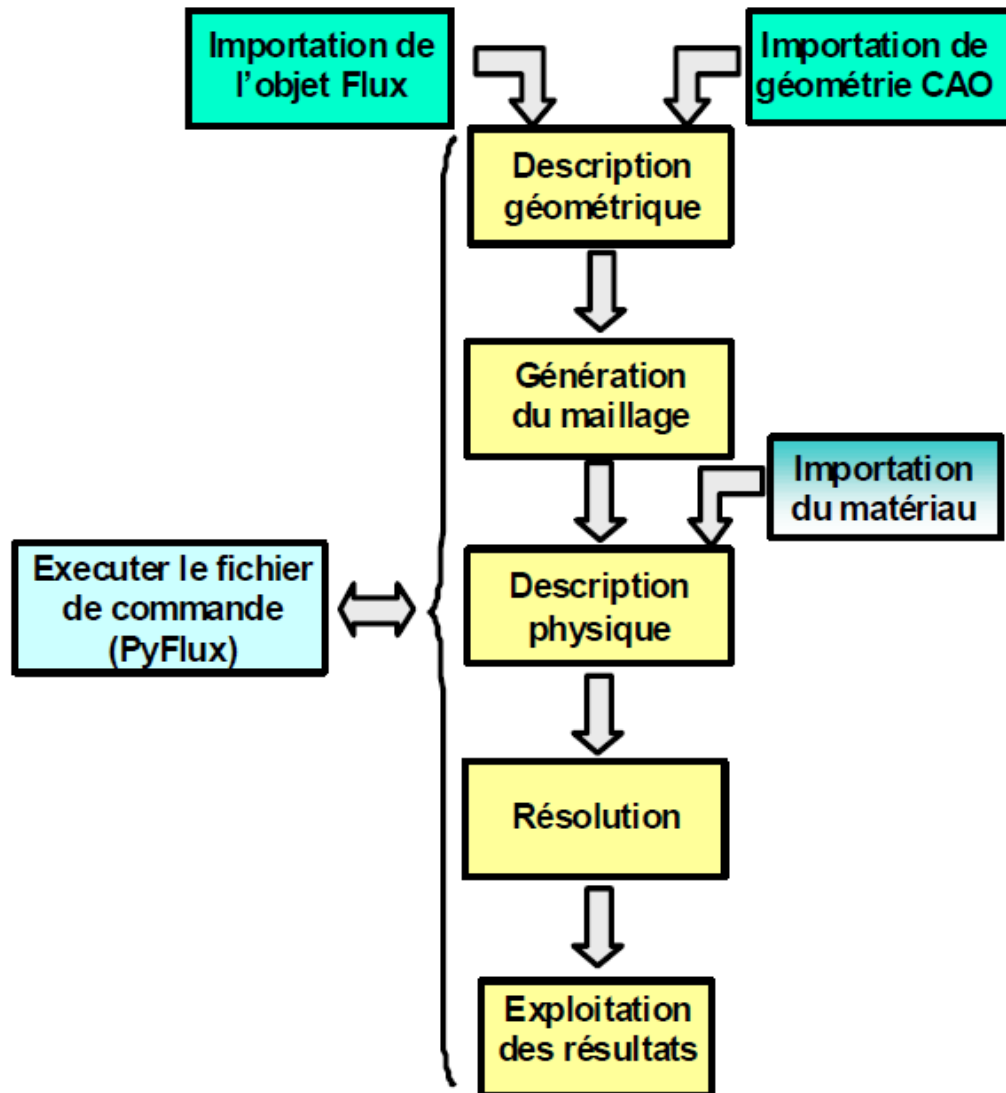 Importation de
l'objet Flux
Importation de
géométrie CAO
Description
géométrique
Génération
du maillage
Importation
du matériau
Executer le fichier
de commande
(PyFlux)
Description
physique
Résolution
Exploitation
des résultats